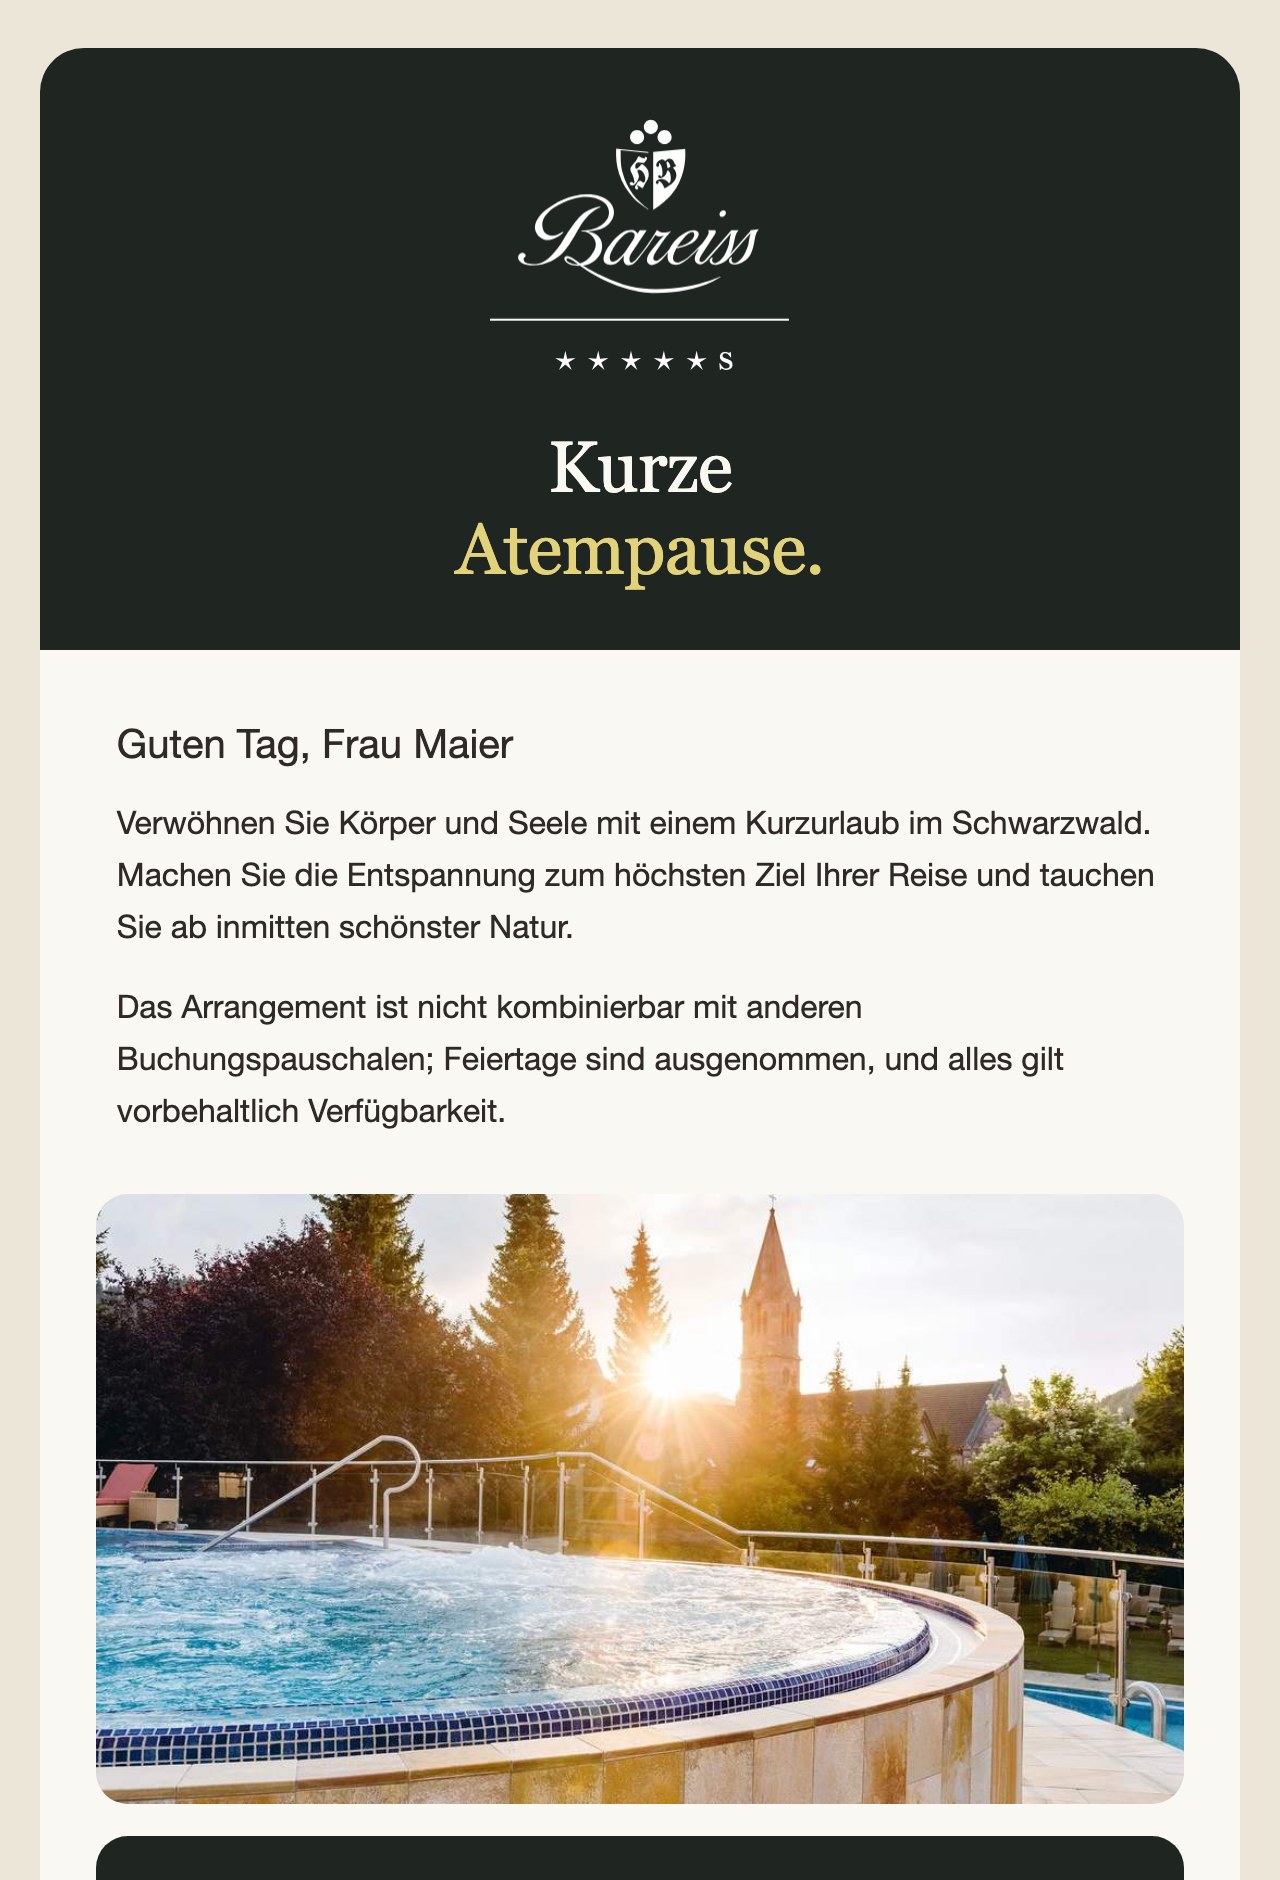 HB
Bareiss
★★★★★S
Kurze
Atempause.
Guten Tag, Frau Maier
Verwöhnen Sie Körper und Seele mit einem Kurzurlaub im Schwarzwald.
Machen Sie die Entspannung zum höchsten Ziel Ihrer Reise und tauchen
Sie ab inmitten schönster Natur.
Das Arrangement ist nicht kombinierbar mit anderen
Buchungspauschalen; Feiertage sind ausgenommen, und alles gilt
vorbehaltlich Verfügbarkeit.